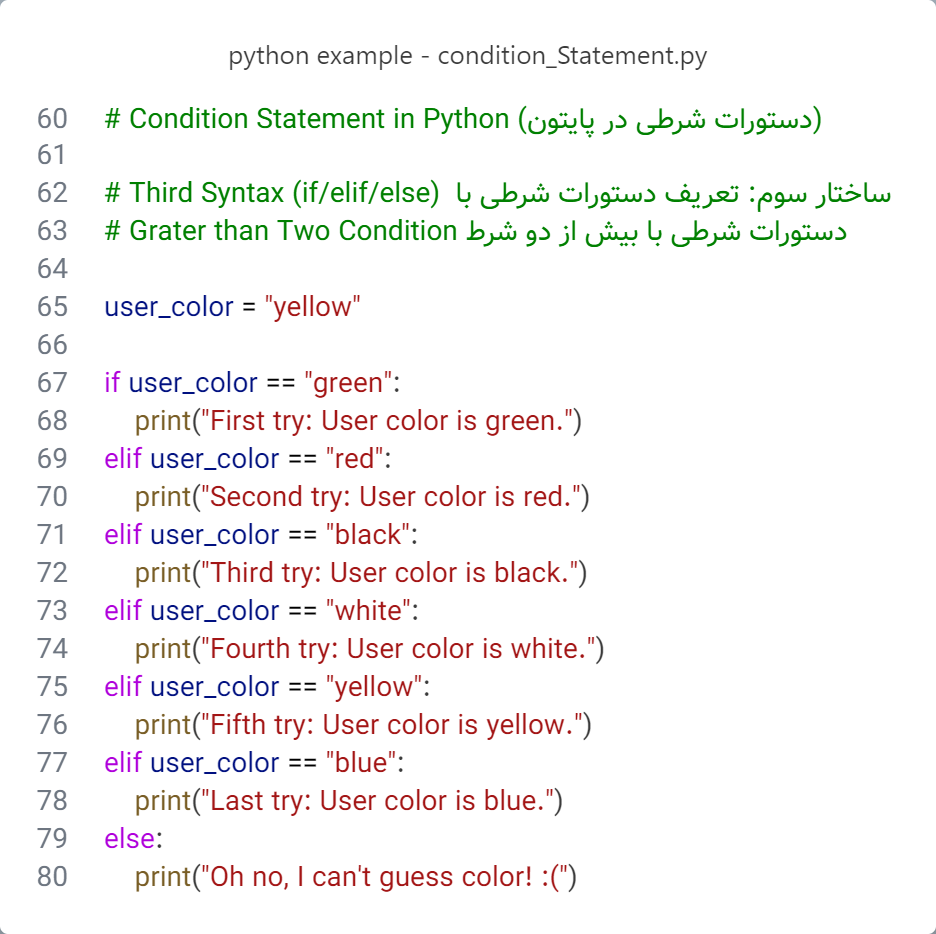 python example - condition_Statement.py
60 # Condition Statement in Python (دستورات شرطی در پایتون)
61
62 # Third Syntax (if/elif/else) ساختار سوم: تعریف دستورات شرطی با
63 # Grater than Two Condition دستورات شرطی با بیش از دو شرط
64
65 user_color = "yellow"
66
67 if user_color == "green":
68     print("First try: User color is green.")
69 elif user_color == "red":
70     print("Second try: User color is red.")
71 elif user_color == "black":
72     print("Third try: User color is black.")
73 elif user_color == "white":
74     print("Fourth try: User color is white.")
75 elif user_color == "yellow":
76     print("Fifth try: User color is yellow.")
77 elif user_color == "blue":
78     print("Last try: User color is blue.")
79 else:
80     print("Oh no, I can't guess color! :(")